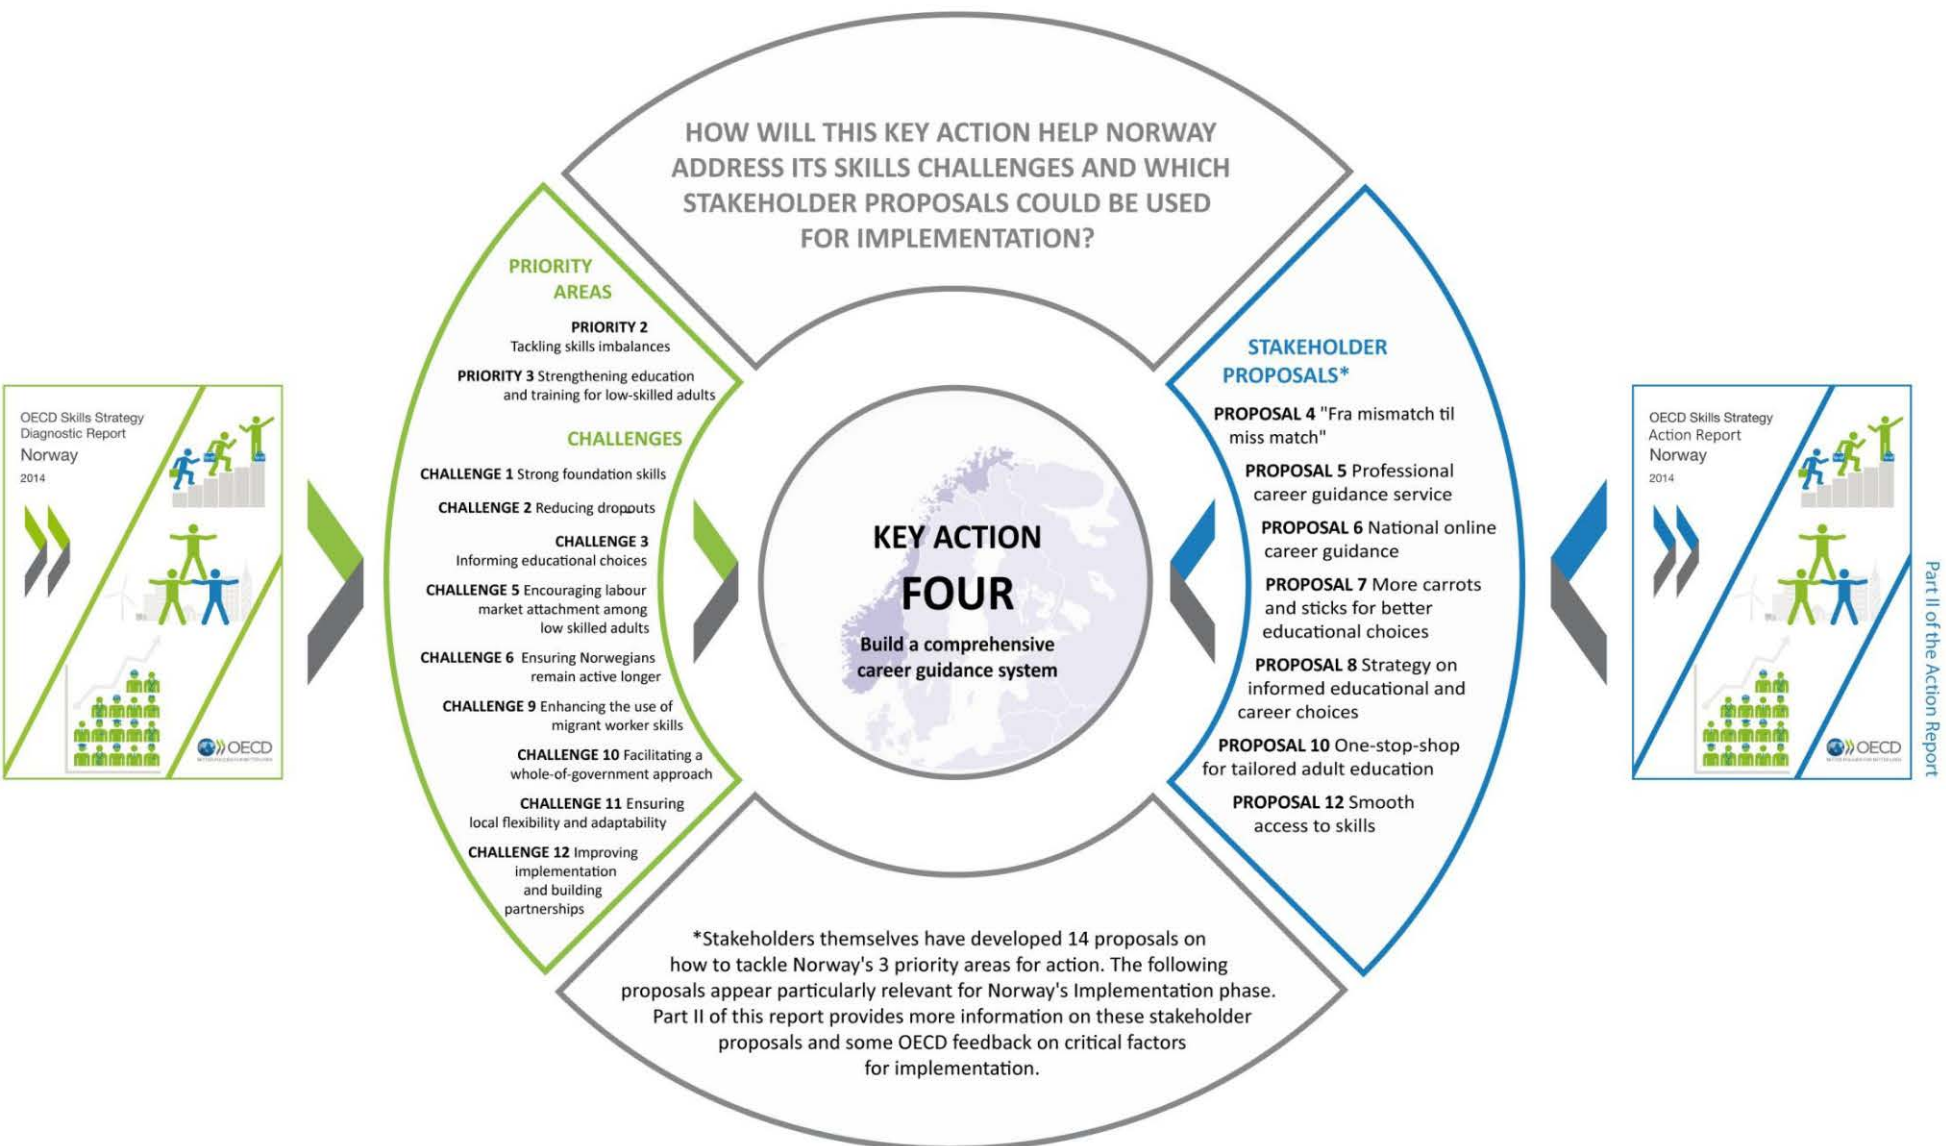 HOW WILL THIS KEY ACTION HELP NORWAY
ADDRESS ITS SKILLS CHALLENGES AND WHICH
STAKEHOLDER PROPOSALS COULD BE USED
FOR IMPLEMENTATION?
OECD Skills Strategy
Diagnostic Report
Norway
2014
OECD
PRIORITY
AREAS
PRIORITY 2
Tackling skills imbalances
PRIORITY 3 Strengthening education
and training for low-skilled adults
CHALLENGES
CHALLENGE 1 Strong foundation skills
CHALLENGE 2 Reducing dropouts
CHALLENGE 3
Informing educational choices
CHALLENGE 5 Encouraging labour
market attachment among
low skilled adults
CHALLENGE 6 Ensuring Norwegians
remain active longer
CHALLENGE 9 Enhancing the use of
migrant worker skills
CHALLENGE 10 Facilitating a
whole-of-government approach
CHALLENGE 11 Ensuring
local flexibility and adaptability
CHALLENGE 12 Improving
implementation
and building
partnerships
KEY ACTION
FOUR
Build a comprehensive
career guidance system
STAKEHOLDER
PROPOSALS*
PROPOSAL 4 "Fra mismatch til
miss match"
PROPOSAL 5 Professional
career guidance service
PROPOSAL 6 National online
career guidance
PROPOSAL 7 More carrots
and sticks for better
educational choices
PROPOSAL 8 Strategy on
informed educational and
career choices
PROPOSAL 10 One-stop-shop
for tailored adult education
PROPOSAL 12 Smooth
access to skills
OECD Skills Strategy
Action Report
Norway
2014
OECD
Part II of the Action Report
*Stakeholders themselves have developed 14 proposals on
how to tackle Norway's 3 priority areas for action. The following
proposals appear particularly relevant for Norway's Implementation phase.
Part II of this report provides more information on these stakeholder
proposals and some OECD feedback on critical factors
for implementation.